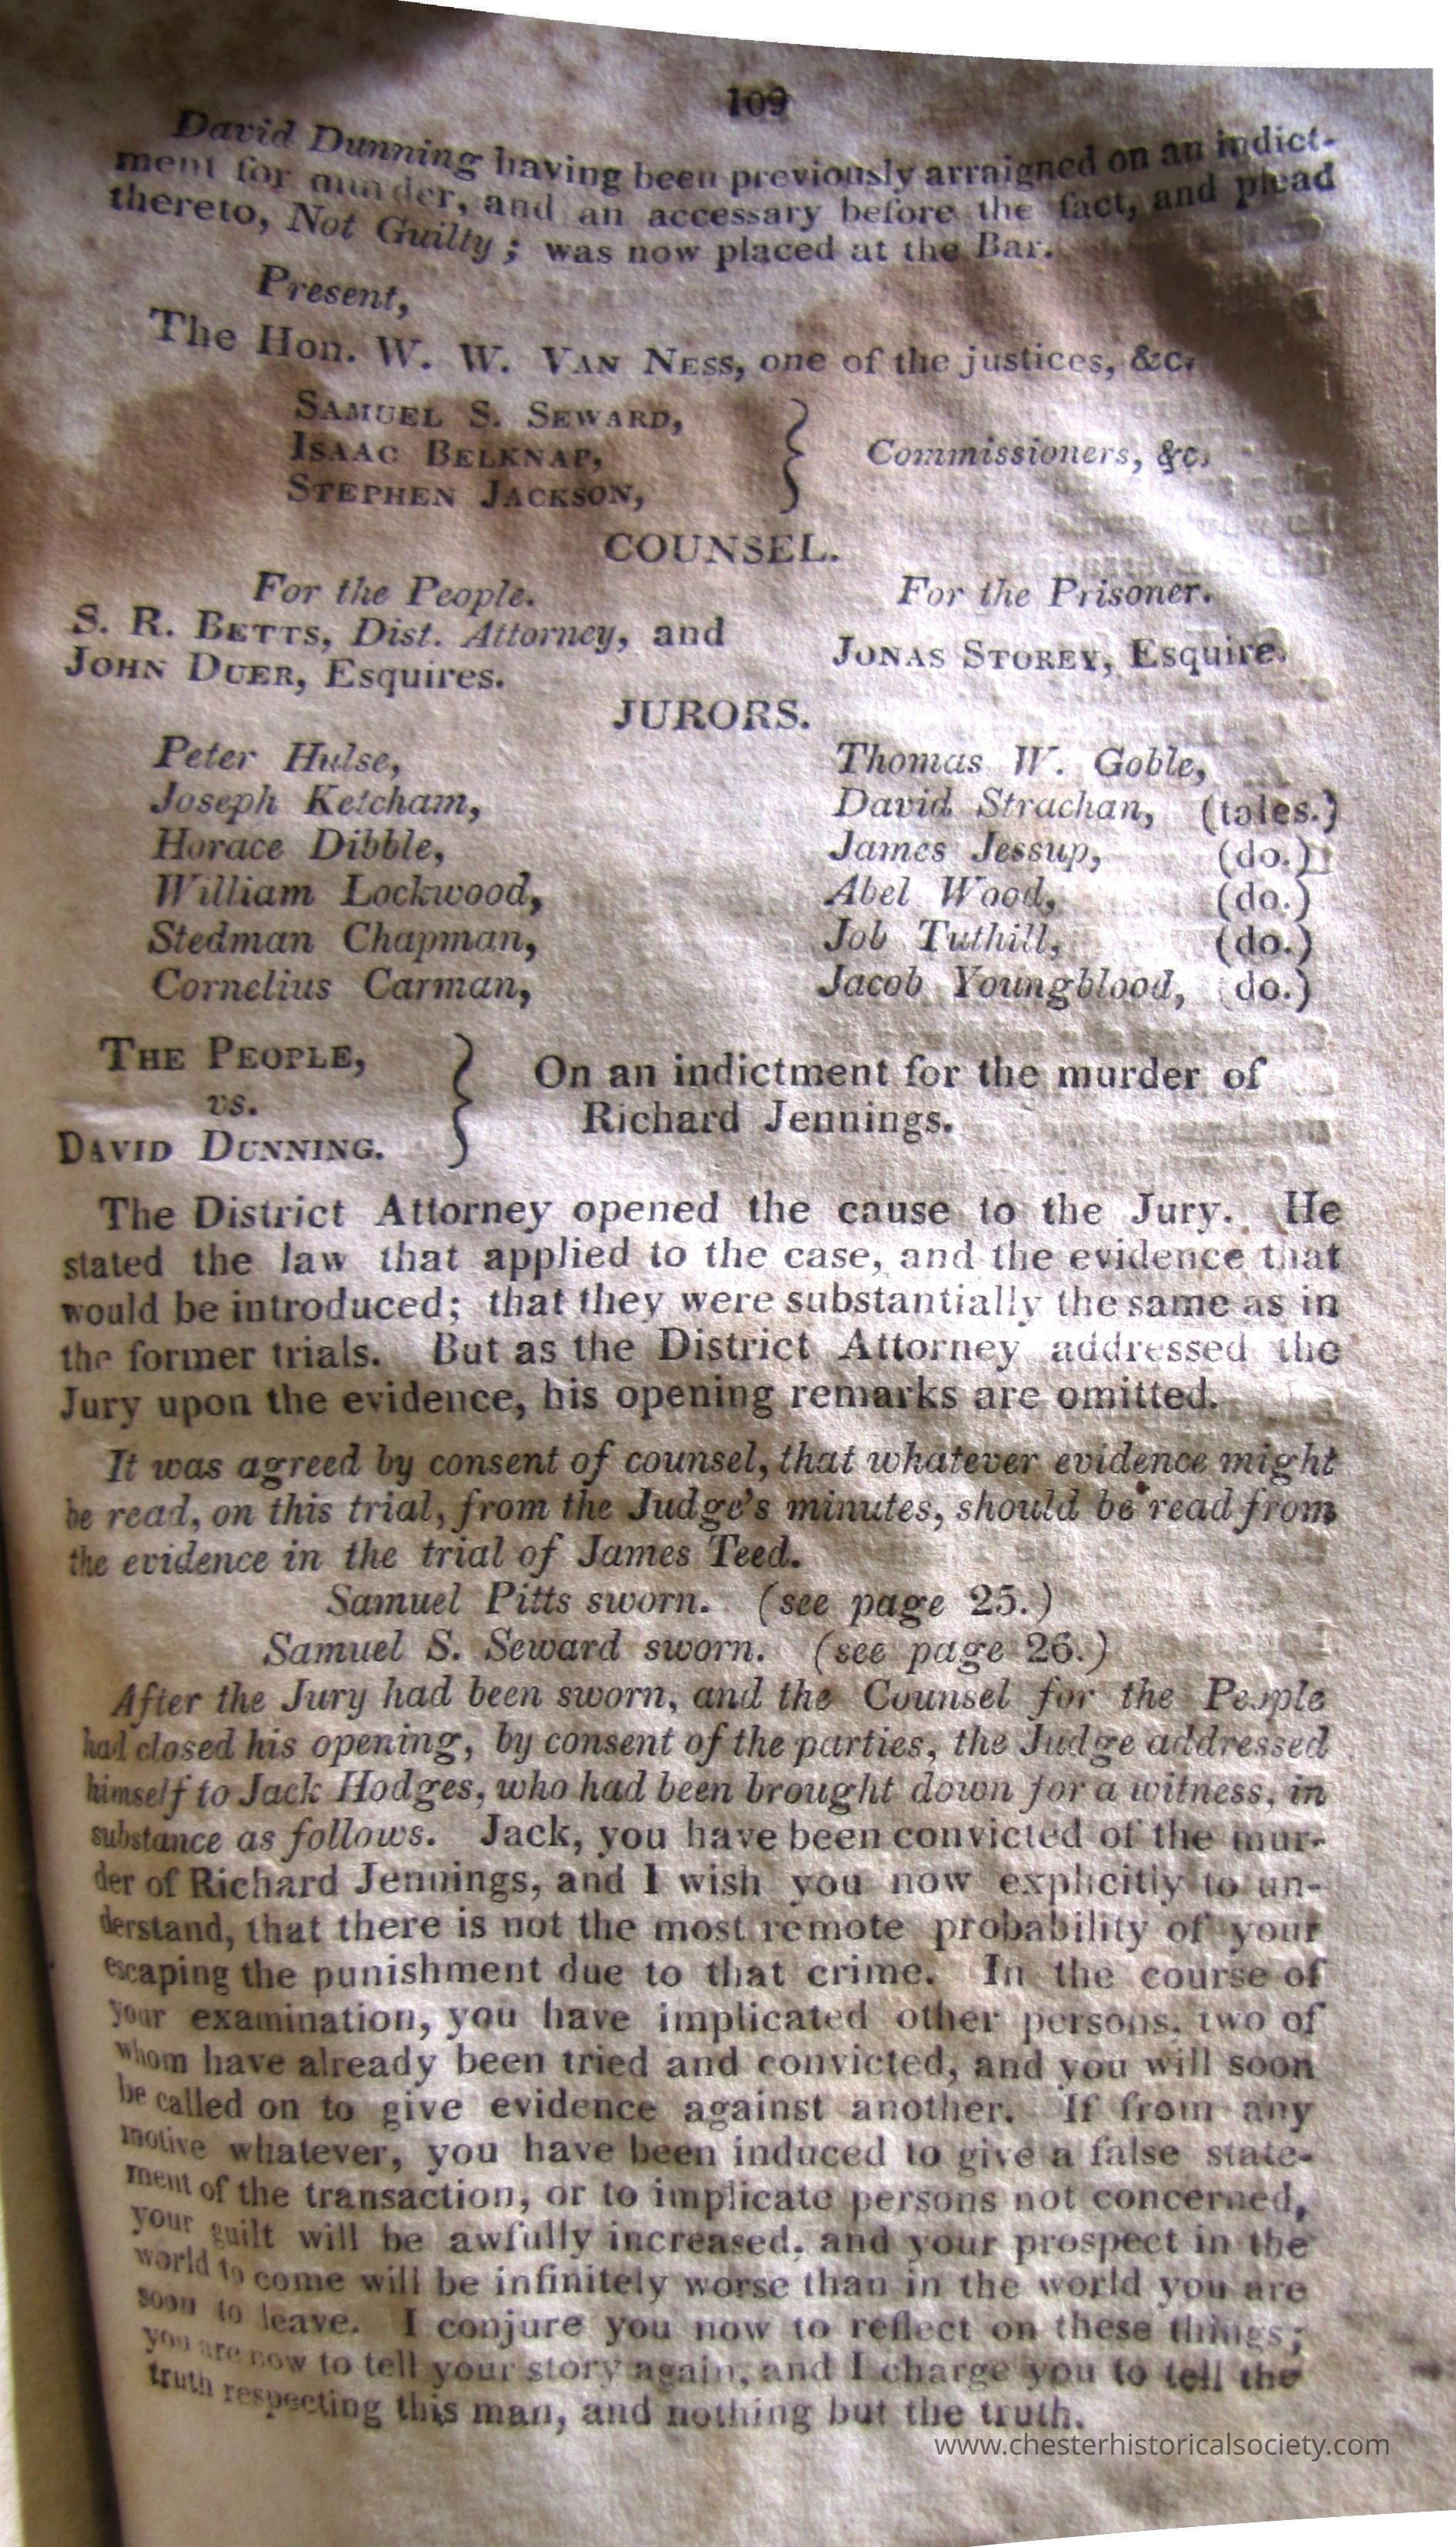 109
David Dunning having been previously arraigned on an indict-
ment for murder, and an accessary before the fact, and plead
thereto, Not Guilty; was now placed at the Bar.
Present,
The Hon. W. W. VAN NESS, one of the justices, &c.
SAMUEL S. SEWARD,
ISAAC BELKNAP,
STEPHEN JACKSON,
} Commissioners, &c.
COUNSEL.
For the People.
S. R. BETTS, Dist. Attorney, and
JOHN DUER, Esquires.
For the Prisoner.
JONAS STOREY, Esquire.
JURORS.
Peter Hulse,
Joseph Ketcham,
Horace Dibble,
William Lockwood,
Stedman Chapman,
Cornelius Carman,
Thomas W. Goble,
David Strachan, (tales.)
James Jessup, (do.)
Abel Wood, (do.)
Job Tuthill, (do.)
Jacob Youngblood, (do.)
THE PEOPLE,
vs.
DAVID DUNNING.
} On an indictment for the murder of
Richard Jennings.
The District Attorney opened the cause to the Jury. He
stated the law that applied to the case, and the evidence that
would be introduced; that they were substantially the same as in
the former trials. But as the District Attorney addressed the
Jury upon the evidence, his opening remarks are omitted.
It was agreed by consent of counsel, that whatever evidence might
be read, on this trial, from the Judge's minutes, should be read from
the evidence in the trial of James Teed.
Samuel Pitts sworn. (see page 25.)
Samuel S. Seward sworn. (see page 26.)
After the Jury had been sworn, and the Counsel for the People
had closed his opening, by consent of the parties, the Judge addressed
himself to Jack Hodges, who had been brought down for a witness, in
substance as follows. Jack, you have been convicted of the mur-
der of Richard Jennings, and I wish you now explicitly to un-
derstand, that there is not the most remote probability of your
escaping the punishment due to that crime. In the course of
your examination, you have implicated other persons, two of
whom have already been tried and convicted, and you will soon
be called on to give evidence against another. If from any
motive whatever, you have been induced to give a false state-
ment of the transaction, or to implicate persons not concerned,
your guilt will be awfully increased, and your prospect in the
world to come will be infinitely worse than in the world you are
soon to leave. I conjure you now to reflect on these things;
you are now to tell your story again, and I charge you to tell the
truth respecting this man, and nothing but the truth.
www.chesterhistoricalsociety.com